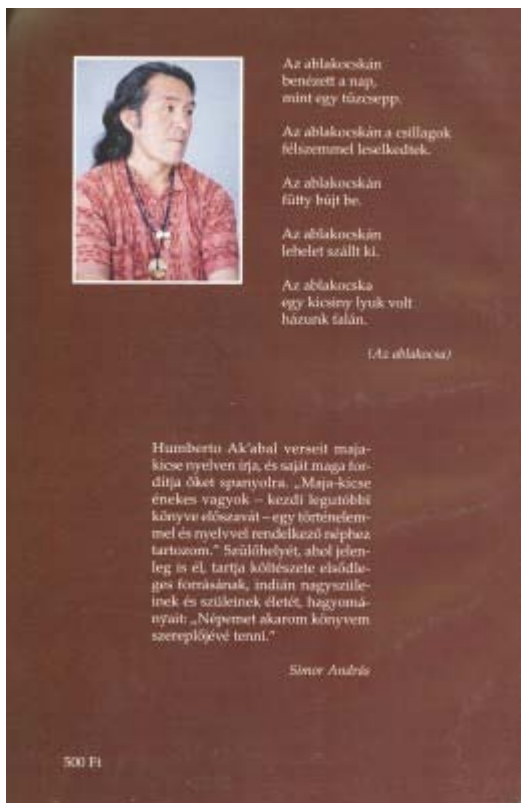 Az ablakocskán
benézett a nap,
mint egy tűzcsepp.
Az ablakocskán a csillagok
félszemmel leselkedtek.
Az ablakocskán
fütty bújt be.
Az ablakocskán
lehelet szállt ki.
Az ablakocska
egy kicsiny lyuk volt
házunk falán.
(Az ablakocsa)
Humberto Ak'abal verseit maja-
kicse nyelven írja, és saját maga for-
dítja őket spanyolra. „Maja-kicse
énekes vagyok – kezdi legutóbbi
könyve előszavát – egy történelem-
mel és nyelvvel rendelkező néphez
tartozom.” Szülőhelyét, ahol jelen-
leg is él, tartja költészete elsődle-
ges forrásának, indián nagyszüle-
inek és szüleinek életét, hagyomá-
nyait: „Népemet akarom könyvem
szereplőjévé tenni.”
Simor András
500 Ft